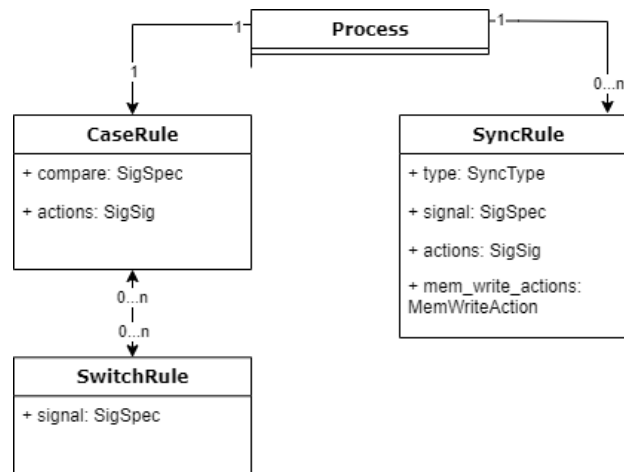 Process
1
1
1
0...n
CaseRule
+ compare: SigSpec
+ actions: SigSig
SyncRule
+ type: SyncType
+ signal: SigSpec
+ actions: SigSig
+ mem_write_actions:
MemWriteAction
0...n
0...n
SwitchRule
+ signal: SigSpec